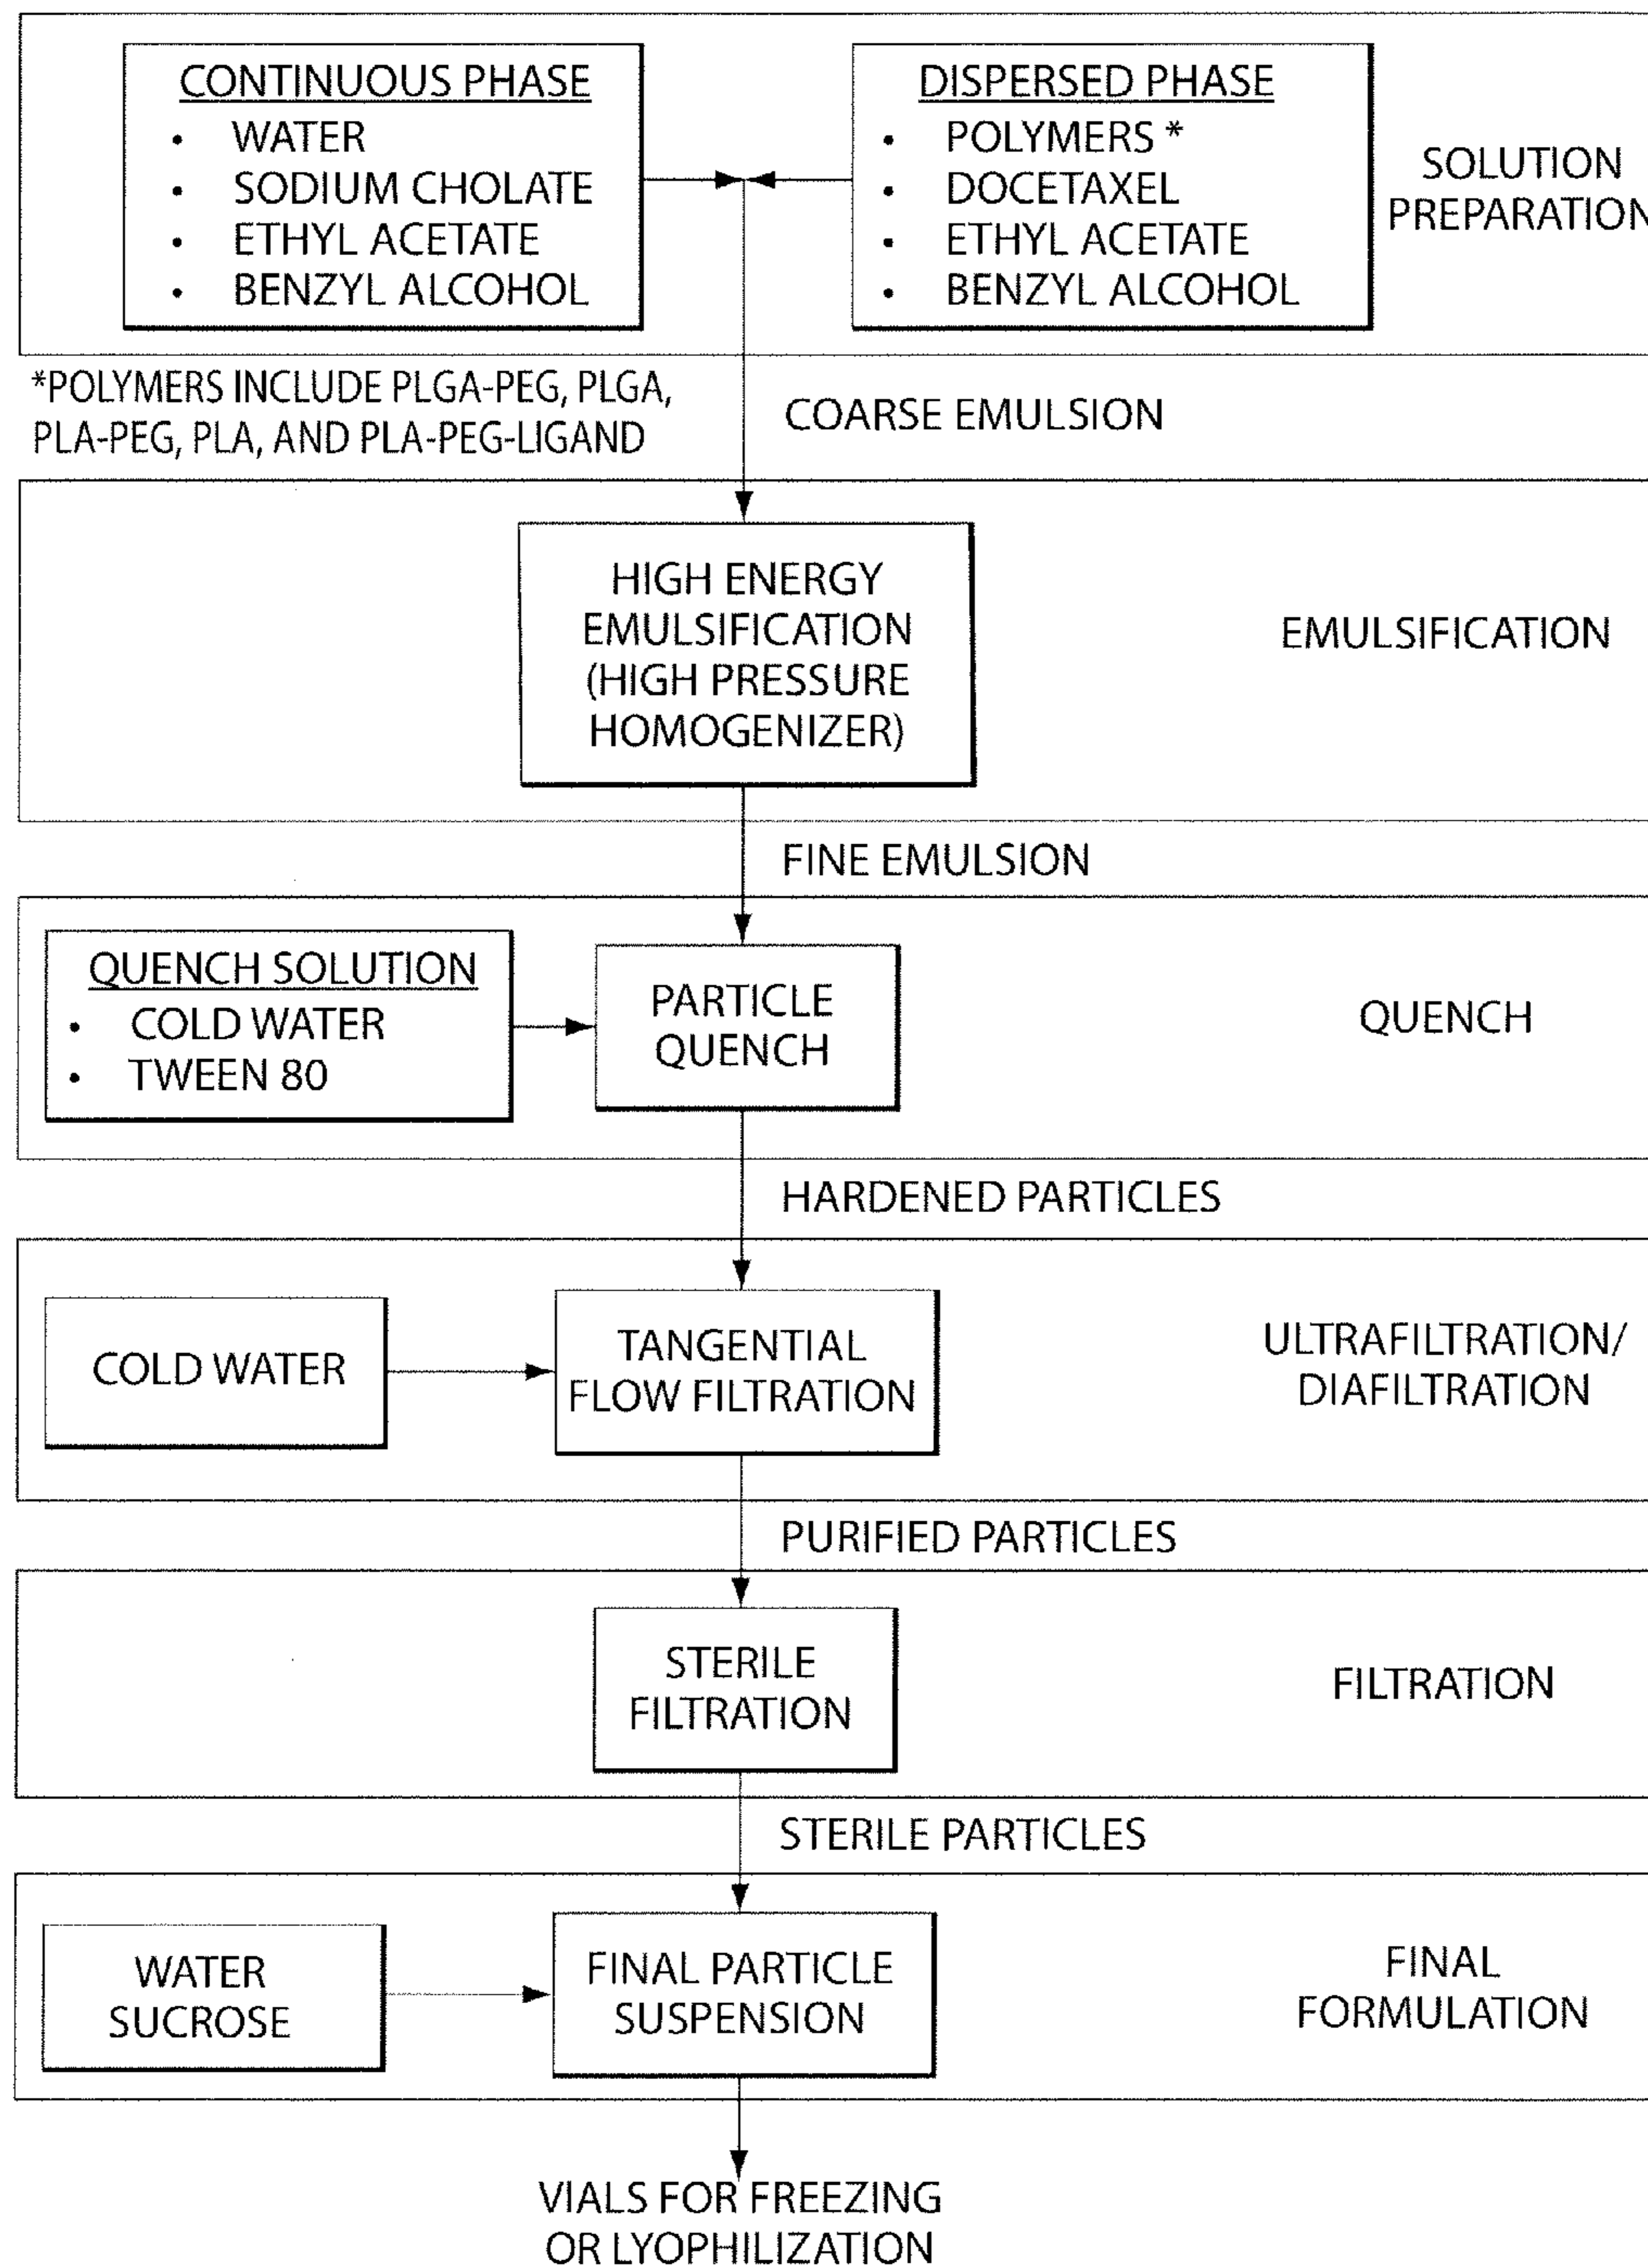 CONTINUOUS PHASE
• WATER
• SODIUM CHOLATE
• ETHYL ACETATE
• BENZYL ALCOHOL
DISPERSED PHASE
• POLYMERS *
• DOCETAXEL
• ETHYL ACETATE
• BENZYL ALCOHOL
SOLUTION
PREPARATION
*POLYMERS INCLUDE PLGA-PEG, PLGA,
PLA-PEG, PLA, AND PLA-PEG-LIGAND
COARSE EMULSION
HIGH ENERGY
EMULSIFICATION
(HIGH PRESSURE
HOMOGENIZER)
EMULSIFICATION
FINE EMULSION
QUENCH SOLUTION
• COLD WATER
• TWEEN 80
PARTICLE
QUENCH
QUENCH
HARDENED PARTICLES
COLD WATER
TANGENTIAL
FLOW FILTRATION
ULTRAFILTRATION/
DIAFILTRATION
PURIFIED PARTICLES
STERILE
FILTRATION
FILTRATION
STERILE PARTICLES
WATER
SUCROSE
FINAL PARTICLE
SUSPENSION
FINAL
FORMULATION
VIALS FOR FREEZING
OR LYOPHILIZATION